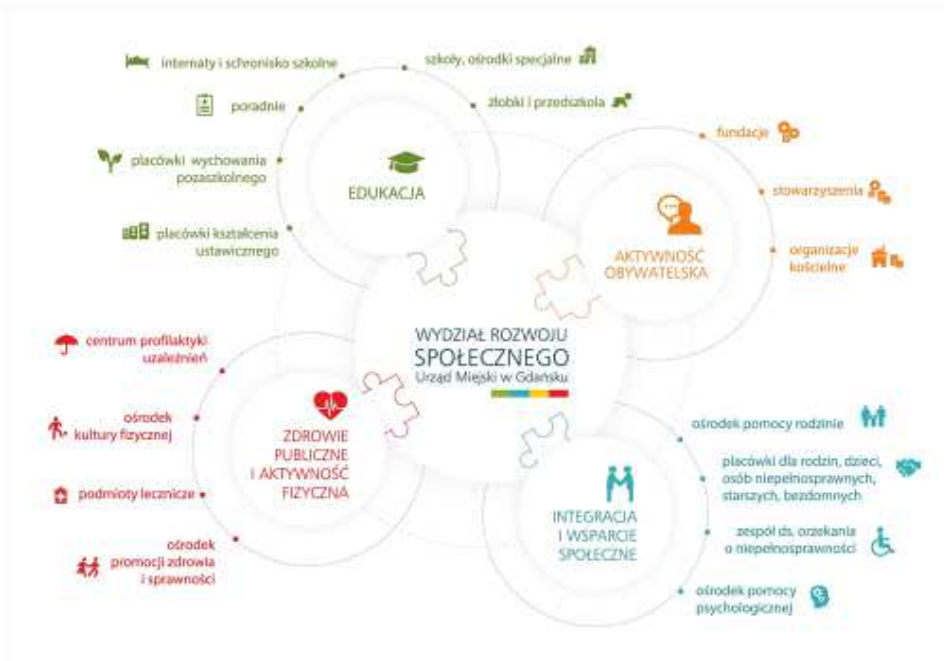 internaty i schronisko szkolne
szkoły, ośrodki specjalne
poradnie
żłobki i przedszkola
placówki wychowania
pozaszkolnego
EDUKACJA
placówki kształcenia
ustawicznego
fundacje
stowarzyszenia
organizacje
kościelne
AKTYWNOŚĆ
OBYWATELSKA
WYDZIAŁ ROZWOJU
SPOŁECZNEGO
Urząd Miejski w Gdańsku
centrum profilaktyki
uzależnień
ośrodek
kultury fizycznej
podmioty lecznicze
ośrodek
promocji zdrowia
i sprawności
ZDROWIE
PUBLICZNE
I AKTYWNOŚĆ
FIZYCZNA
INTEGRACJA
I WSPARCIE
SPOŁECZNE
ośrodek pomocy rodzinie
placówki dla rodzin, dzieci,
osób niepełnosprawnych,
starszych, bezdomnych
zespół ds. orzekania
o niepełnosprawności
ośrodek pomocy
psychologicznej